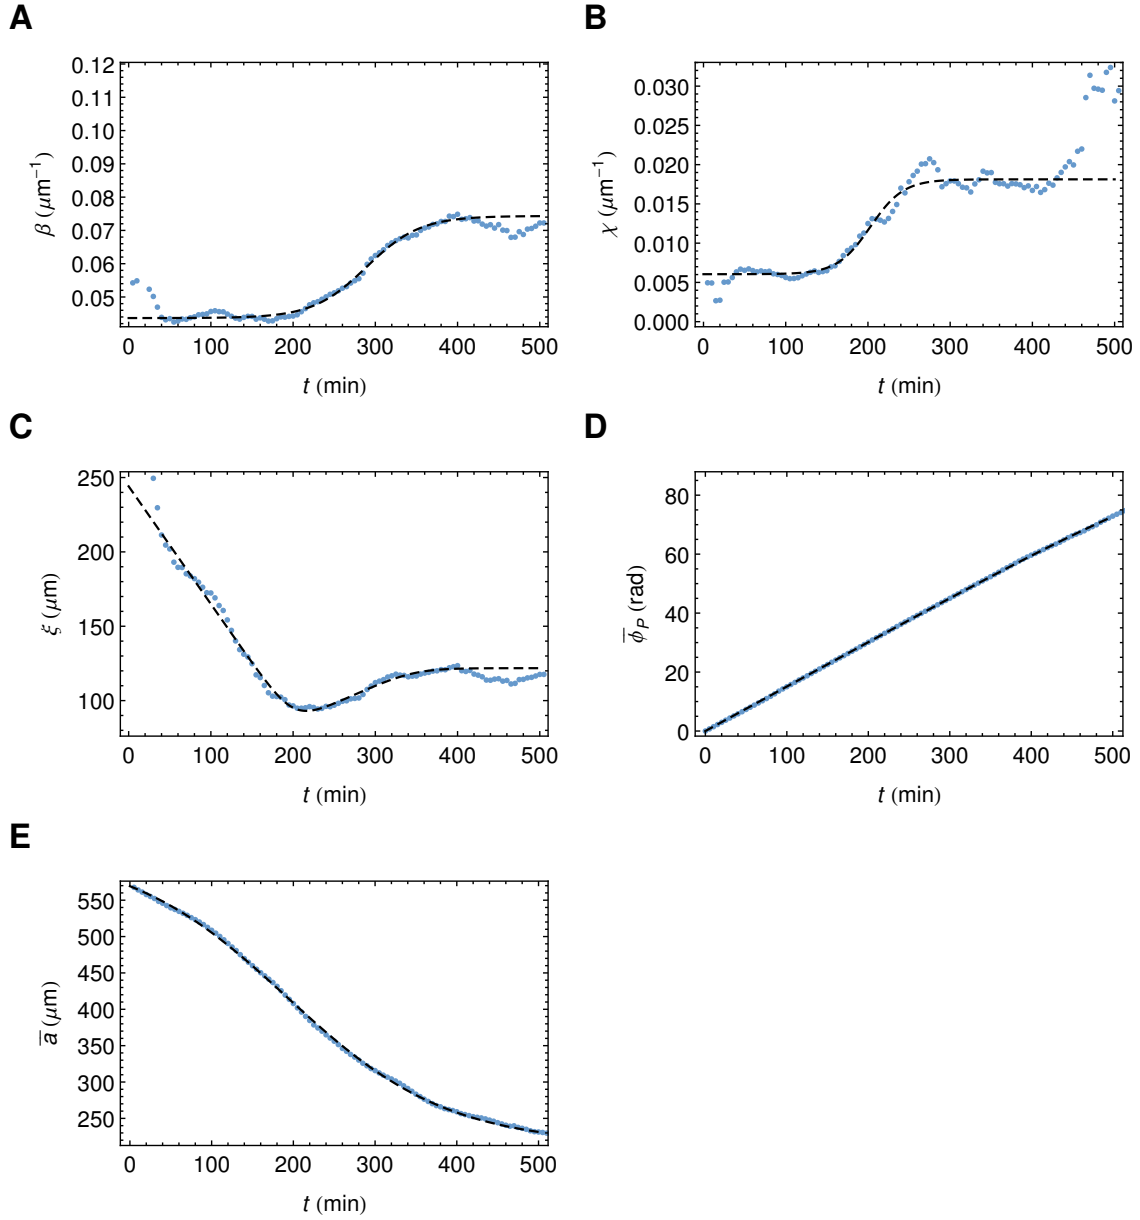 A
B
0.12
0.11
0.10
0.09
0.08
0.07
0.06
0.05
β (μm⁻¹)
0 100 200 300 400 500
t (min)
0.030
0.025
0.020
0.015
0.010
0.005
0.000
χ (μm⁻¹)
0 100 200 300 400 500
t (min)
C
D
250
200
150
100
ξ (μm)
0 100 200 300 400 500
t (min)
80
60
40
20
0
ϕ̅_P (rad)
0 100 200 300 400 500
t (min)
E
550
500
450
400
350
300
250
a̅ (μm)
0 100 200 300 400 500
t (min)